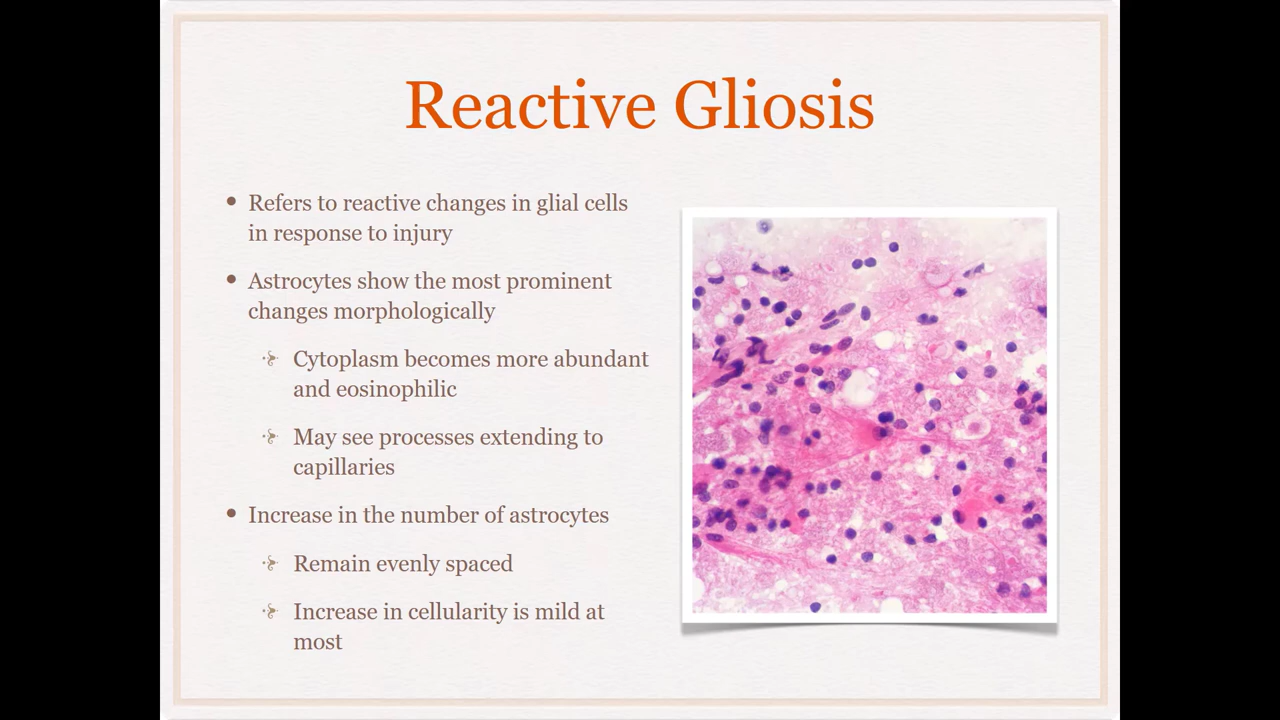 Reactive Gliosis
Refers to reactive changes in glial cells
in response to injury
Astrocytes show the most prominent
changes morphologically
Cytoplasm becomes more abundant
and eosinophilic
May see processes extending to
capillaries
Increase in the number of astrocytes
Remain evenly spaced
Increase in cellularity is mild at
most